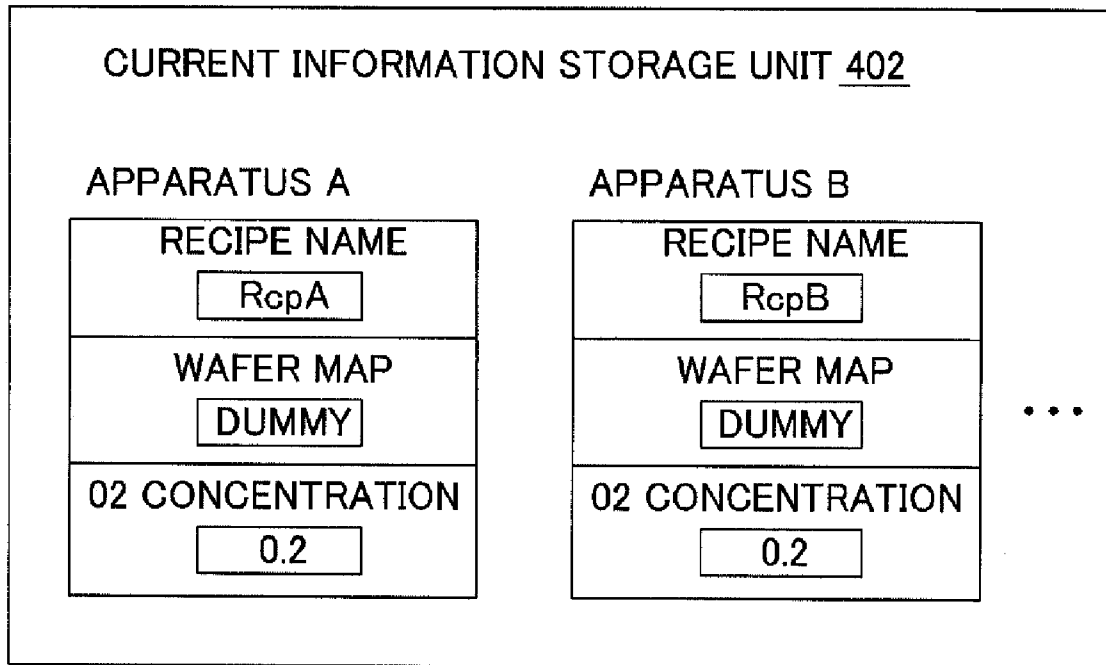 CURRENT INFORMATION STORAGE UNIT 402
APPARATUS A
RECIPE NAME
RcpA
WAFER MAP
DUMMY
02 CONCENTRATION
0.2
APPARATUS B
RECIPE NAME
RcpB
WAFER MAP
DUMMY
02 CONCENTRATION
0.2
•••